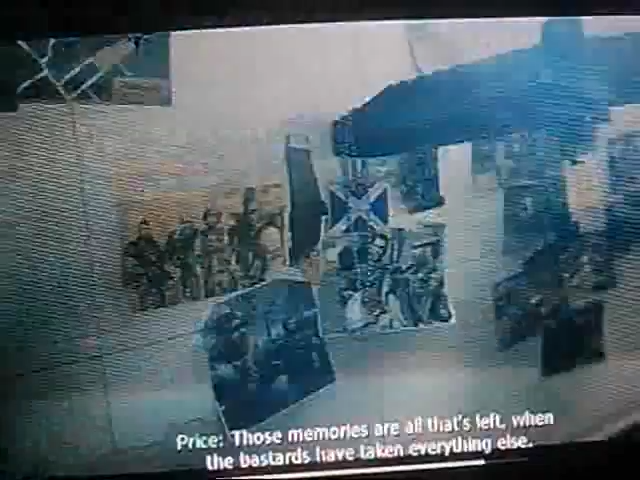 Price: Those memories are all that's left, when
the bastards have taken everything else.